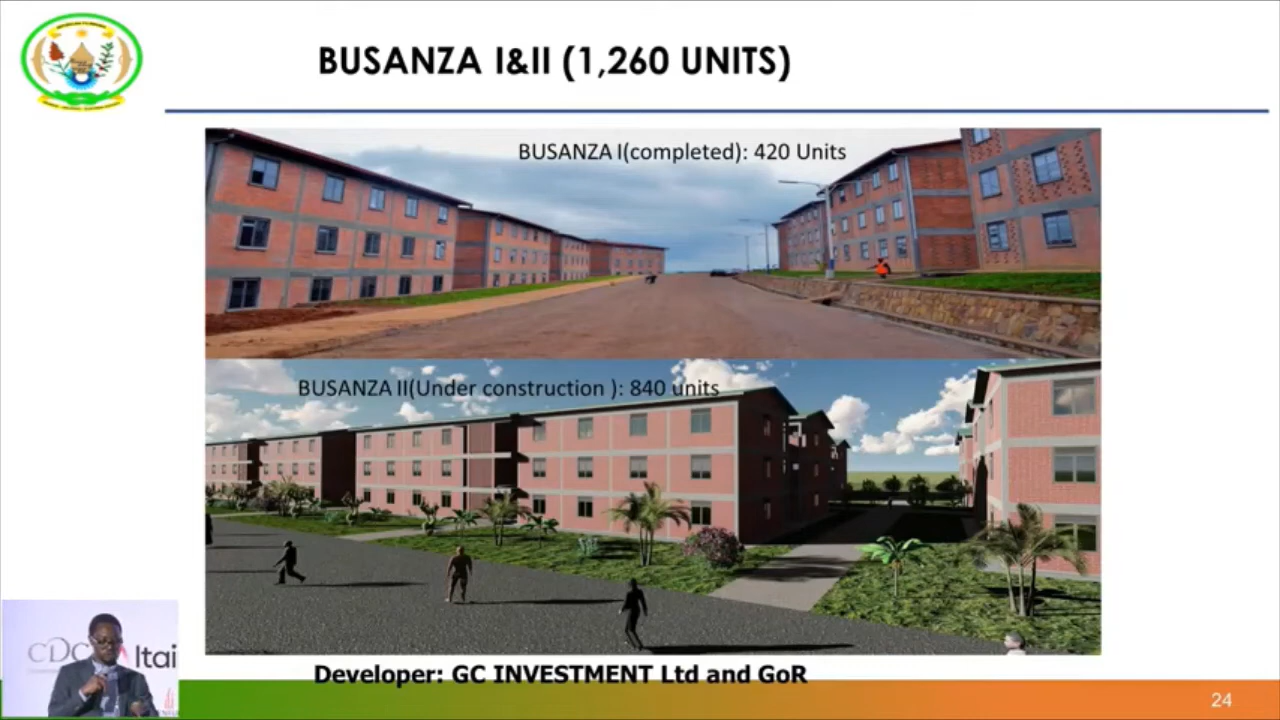 BUSANZA I&II (1,260 UNITS)
BUSANZA I(completed): 420 Units
BUSANZA II(Under construction ): 840 units
Developer: GC INVESTMENT Ltd and GoR
CDC
Itai
24